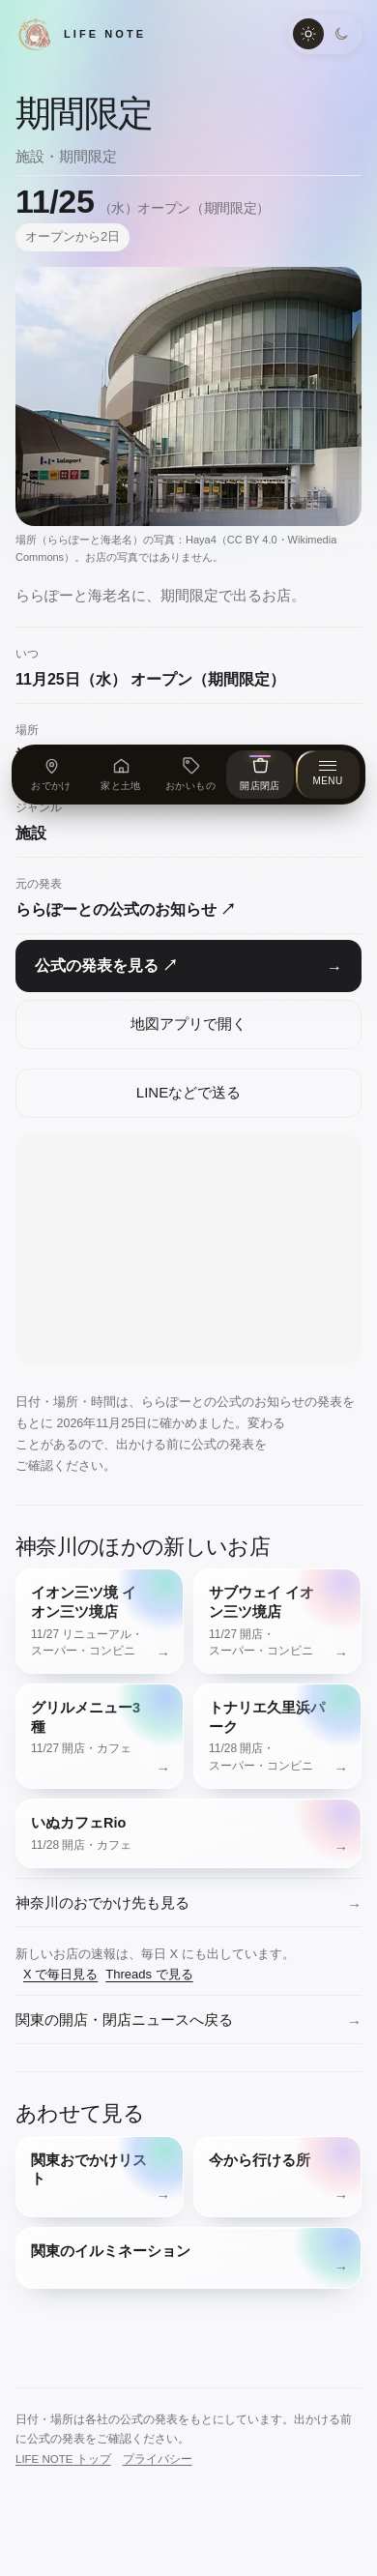 LIFE NOTE
期間限定
施設・期間限定
11/25 （水）オープン（期間限定）
オープンから2日
場所（ららぽーと海老名）の写真：Haya4（CC BY 4.0・Wikimedia
Commons）。お店の写真ではありません。
ららぽーと海老名に、期間限定で出るお店。
いつ
11月25日（水） オープン（期間限定）
場所
おでかけ
家と土地
おかいもの
開店閉店
MENU
ジャンル
施設
元の発表
ららぽーとの公式のお知らせ ↗
公式の発表を見る ↗ →
地図アプリで開く
LINEなどで送る
日付・場所・時間は、ららぽーとの公式のお知らせの発表を
もとに 2026年11月25日に確かめました。変わる
ことがあるので、出かける前に公式の発表を
ご確認ください。
神奈川のほかの新しいお店
イオン三ツ境 イ
オン三ツ境店
11/27 リニューアル・
スーパー・コンビニ →
サブウェイ イオ
ン三ツ境店
11/27 開店・
スーパー・コンビニ →
グリルメニュー3
種
11/27 開店・カフェ
→
トナリエ久里浜パ
ーク
11/28 開店・
スーパー・コンビニ →
いぬカフェRio
11/28 開店・カフェ →
神奈川のおでかけ先も見る →
新しいお店の速報は、毎日 X にも出しています。
X で毎日見る Threads で見る
関東の開店・閉店ニュースへ戻る →
あわせて見る
関東おでかけリス
ト
→
今から行ける所
→
関東のイルミネーション
→
日付・場所は各社の公式の発表をもとにしています。出かける前
に公式の発表をご確認ください。
LIFE NOTE トップ プライバシー